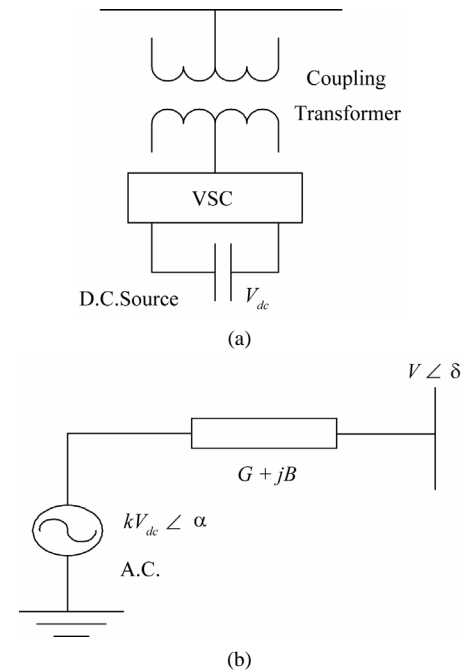 Coupling
Transformer
VSC
D.C.Source
V_dc
(a)
V ∠ δ
G + jB
kV_dc ∠ α
A.C.
(b)